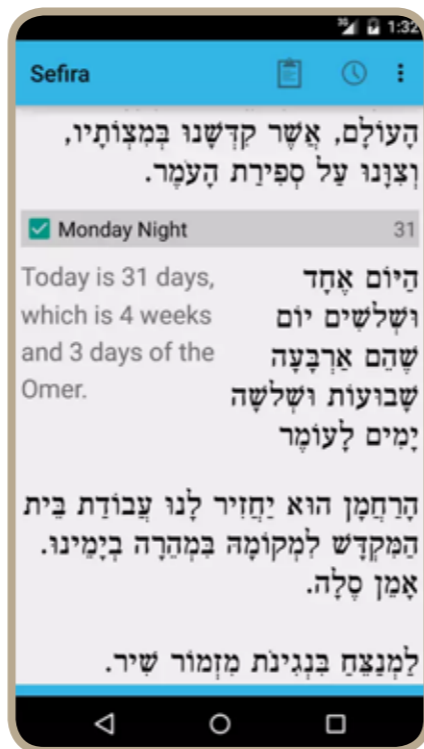 3G 1:32
Sefira
הָעוֹלָם, אֲשֶׁר קִדְּשָׁנוּ בְּמִצְוֹתָיו,
וְצִוָּנוּ עַל סְפִירַת הָעֹמֶר.
Monday Night 31
Today is 31 days,
which is 4 weeks
and 3 days of the
Omer.
הַיּוֹם אֶחָד
וּשְׁלֹשִׁים יוֹם
שֶׁהֵם אַרְבָּעָה
שָׁבוּעוֹת וּשְׁלֹשָׁה
יָמִים לָעוֹמֶר
הָרַחֲמָן הוּא יַחֲזִיר לָנוּ עֲבוֹדַת בֵּית
הַמִּקְדָּשׁ לִמְקוֹמָהּ בִּמְהֵרָה בְיָמֵינוּ.
אָמֵן סֶלָה.
לַמְנַצֵּחַ בִּנְגִינֹת מִזְמוֹר שִׁיר.